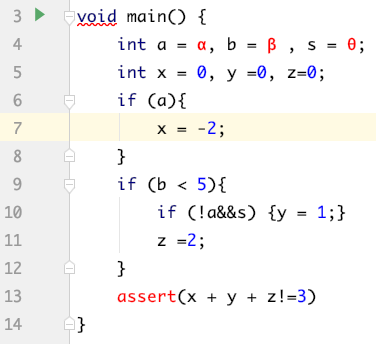 3 void main() {
4 int a = α, b = β , s = θ;
5 int x = 0, y =0, z=0;
6 if (a){
7 x = -2;
8 }
9 if (b < 5){
10 if (!a&&s) {y = 1;}
11 z =2;
12 }
13 assert(x + y + z!=3)
14 }